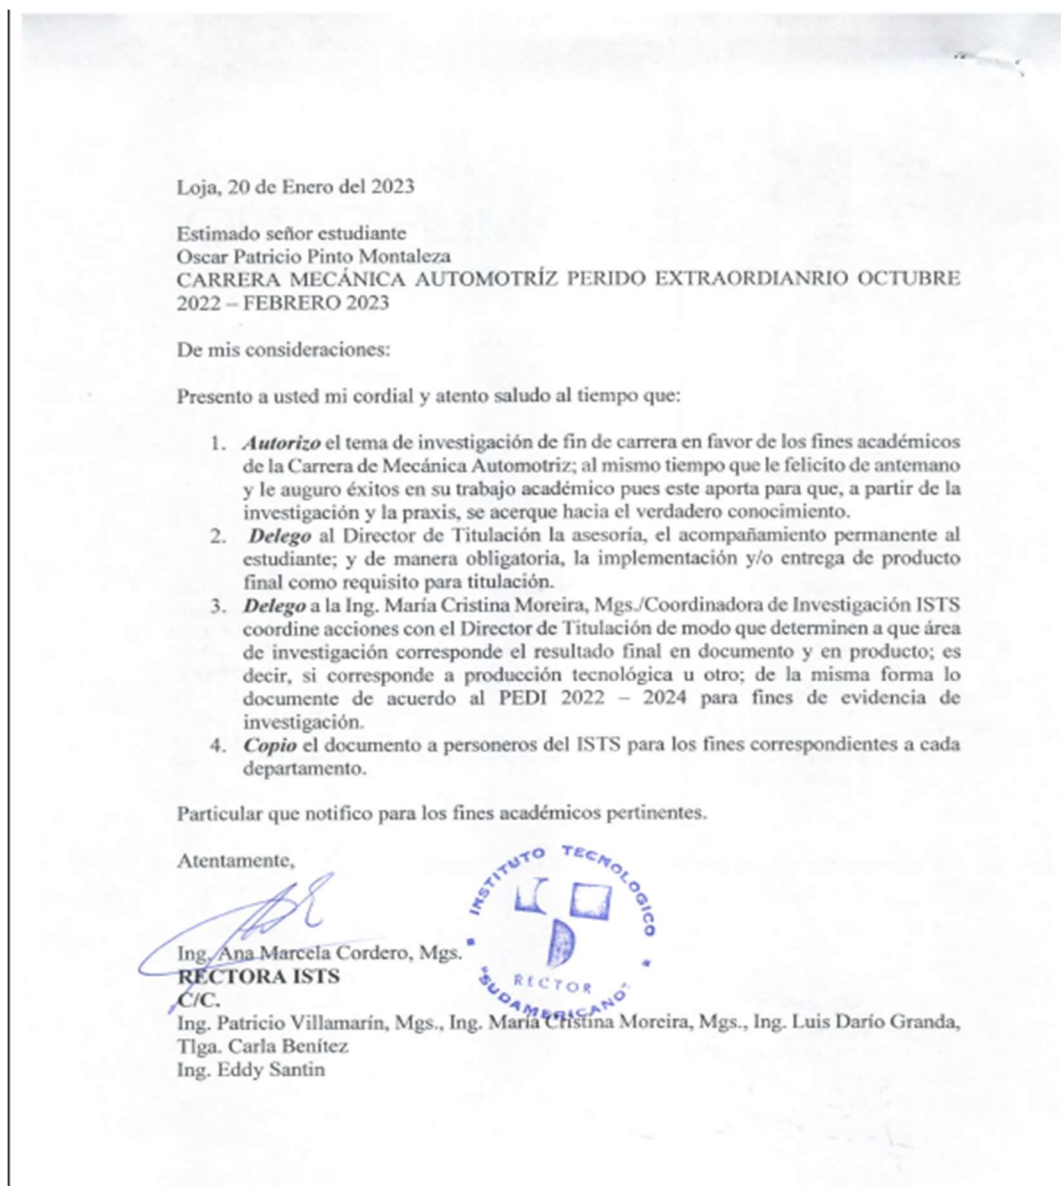 Loja, 20 de Enero del 2023
Estimado señor estudiante
Oscar Patricio Pinto Montaleza
CARRERA MECÁNICA AUTOMOTRÍZ PERIDO EXTRAORDIANRIO OCTUBRE
2022 – FEBRERO 2023
De mis consideraciones:
Presento a usted mi cordial y atento saludo al tiempo que:
1. Autorizo el tema de investigación de fin de carrera en favor de los fines académicos
de la Carrera de Mecánica Automotriz; al mismo tiempo que le felicito de antemano
y le auguro éxitos en su trabajo académico pues este aporta para que, a partir de la
investigación y la praxis, se acerque hacia el verdadero conocimiento.
2. Delego al Director de Titulación la asesoría, el acompañamiento permanente al
estudiante; y de manera obligatoria, la implementación y/o entrega de producto
final como requisito para titulación.
3. Delego a la Ing. María Cristina Moreira, Mgs./Coordinadora de Investigación ISTS
coordine acciones con el Director de Titulación de modo que determinen a que área
de investigación corresponde el resultado final en documento y en producto; es
decir, si corresponde a producción tecnológica u otro; de la misma forma lo
documente de acuerdo al PEDI 2022 – 2024 para fines de evidencia de
investigación.
4. Copio el documento a personeros del ISTS para los fines correspondientes a cada
departamento.
Particular que notifico para los fines académicos pertinentes.
Atentamente,
INSTITUTO TECNOLOGICO
RECTOR
"SUDAMERICANO"
Ing. Ana Marcela Cordero, Mgs.
RECTORA ISTS
C/C.
Ing. Patricio Villamarín, Mgs., Ing. María Cristina Moreira, Mgs., Ing. Luis Darío Granda,
Tlga. Carla Benítez
Ing. Eddy Santin